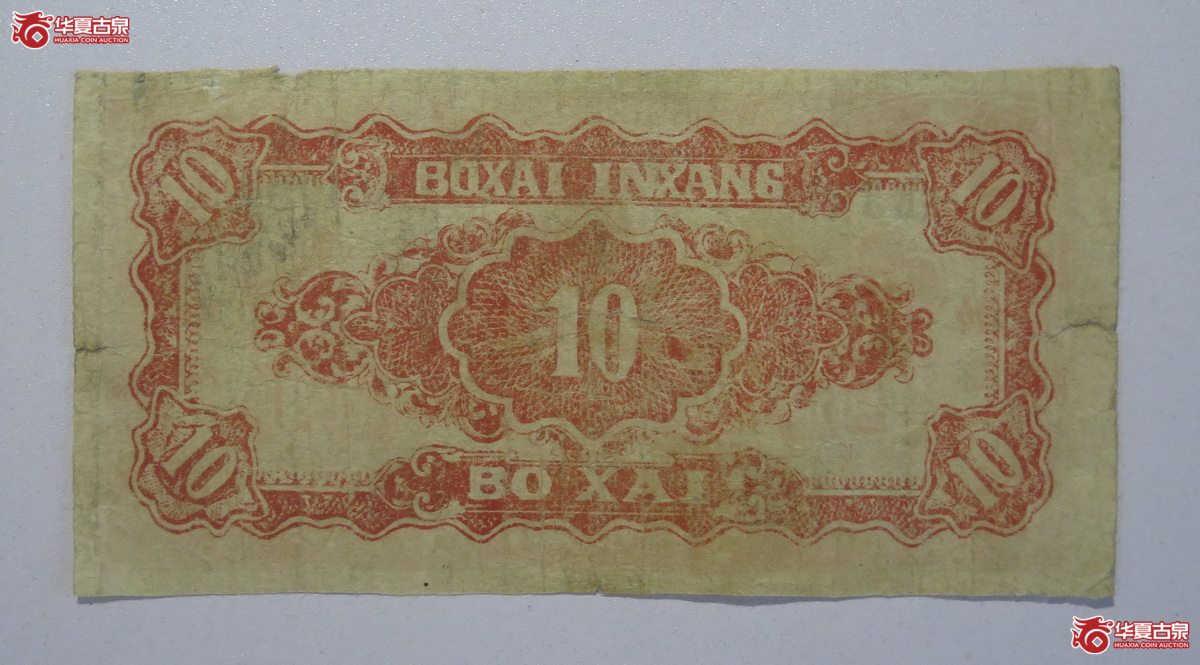 华夏古泉
HUAXIA COIN AUCTION
10
BOXAI INXANG
10
10
10
BO XAI
10
华夏古泉
HUAXIA COIN AUCTION